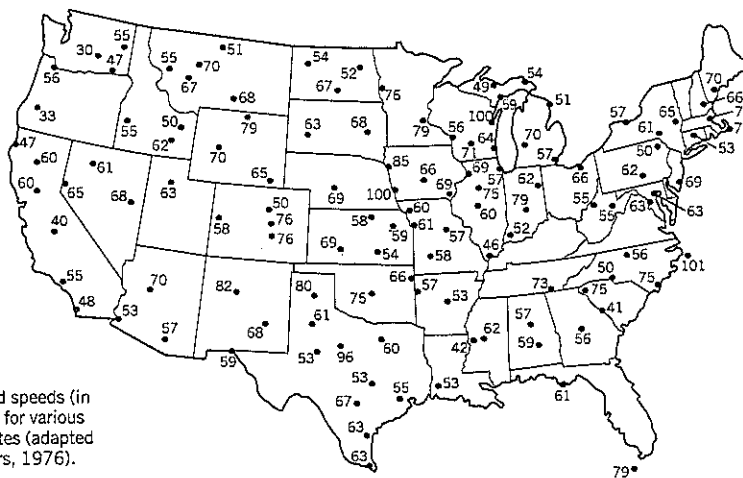 55 51 54 54
30 47 55 70 52 49 70
56 67 67 75 59 51 66
33 68 79 100 57 65 7
55 50 79 63 68 56 64 70 61 53 7
47 62 70 71 50
60 61 85 69 57 57 66
60 65 63 65 66 75 62 62 69
68 69 100 69 60 79 55 55 63 63
40 50 58 60
58 76 59 61 57 52
76 69 54 58 46 56
55 70 82 80 66 57 50 101
48 75 53 73 75 75
53 68 61 57 41
57 53 96 60 42 62 59 56
59 53
67 55 53 61
63
63 79
d speeds (in
for various
tes (adapted
rs, 1976).